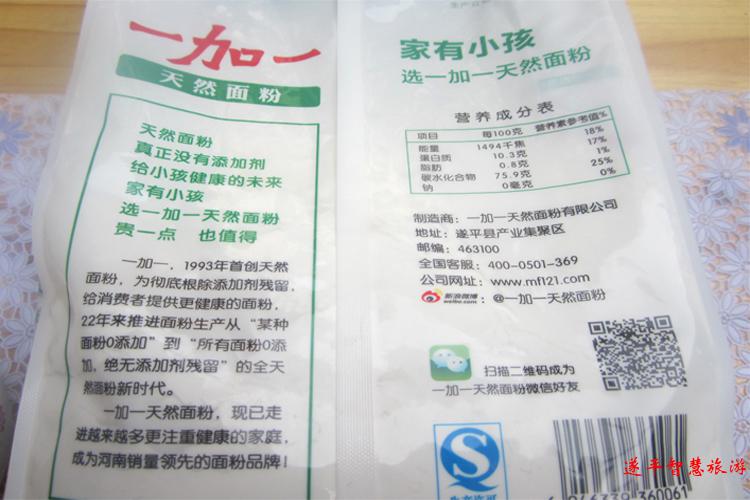 一加一
天然面粉
天然面粉
真正没有添加剂
给小孩健康的未来
家有小孩
选一加一天然面粉
贵一点 也值得
一加一，1993年首创天然
面粉，为彻底根除添加剂残留，
给消费者提供更健康的面粉，
22年来推进面粉生产从“某种
面粉0添加”到“所有面粉0添
加，绝无添加剂残留”的全天
然面粉新时代。
一加一天然面粉，现已走
进越来越多更注重健康的家庭，
成为河南销量领先的面粉品牌！
家有小孩
选一加一天然面粉
营养成分表
项目 每100克 营养素参考值%
能量 1494千焦 18%
蛋白质 10.3克 17%
脂肪 0.8克 1%
碳水化合物 75.9克 25%
钠 0毫克 0%
制造商：一加一天然面粉有限公司
地址：遂平县产业集聚区
邮编：463100
全国客服：400-0501-369
公司网址：www.mf121.com
新浪微博 weibo.com ：@一加一天然面粉
扫描二维码成为
一加一天然面粉微信好友
QS
生产许可
遂平智慧旅游